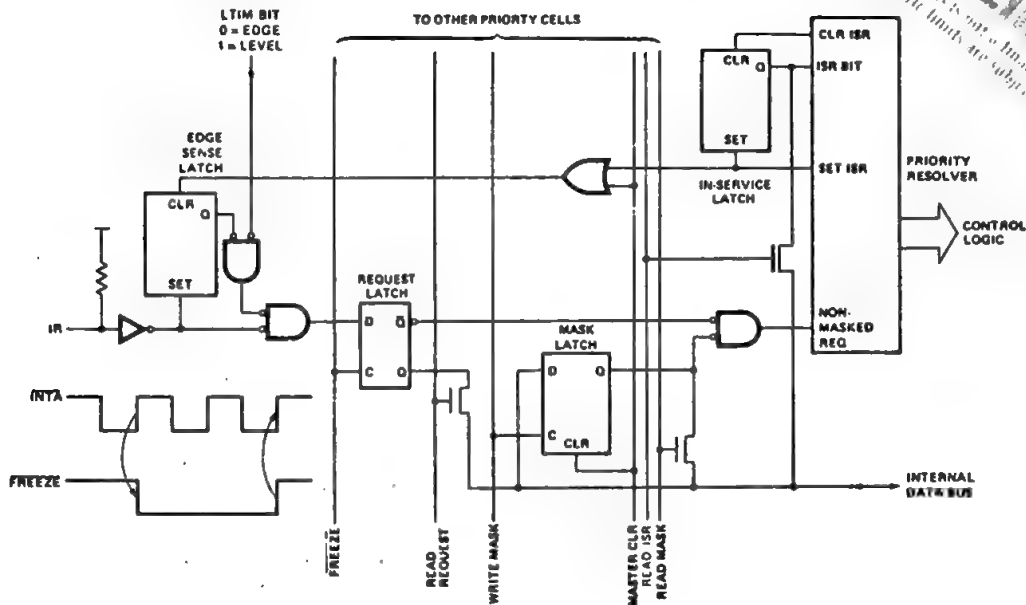 LTIM BIT
0 = EDGE
1 = LEVEL
TO OTHER PRIORTY CELLS
CLR ISR
CLR
Q
ISR BIT
SET
SET ISR
IN-SERVICE
LATCH
PRIORITY
RESOLVER
CONTROL
LOGIC
EDGE
SENSE
LATCH
CLR
Q
SET
REQUEST
LATCH
IR
D
Q
C
Q
MASK
LATCH
D
Q
C
CLR
NON-
MASKED
REQ
INTA
FREEZE
INTERNAL
DATA BUS
FREEZE
READ
REQUEST
WRITE MASK
MASTER CLR
READ ISR
READ MASK